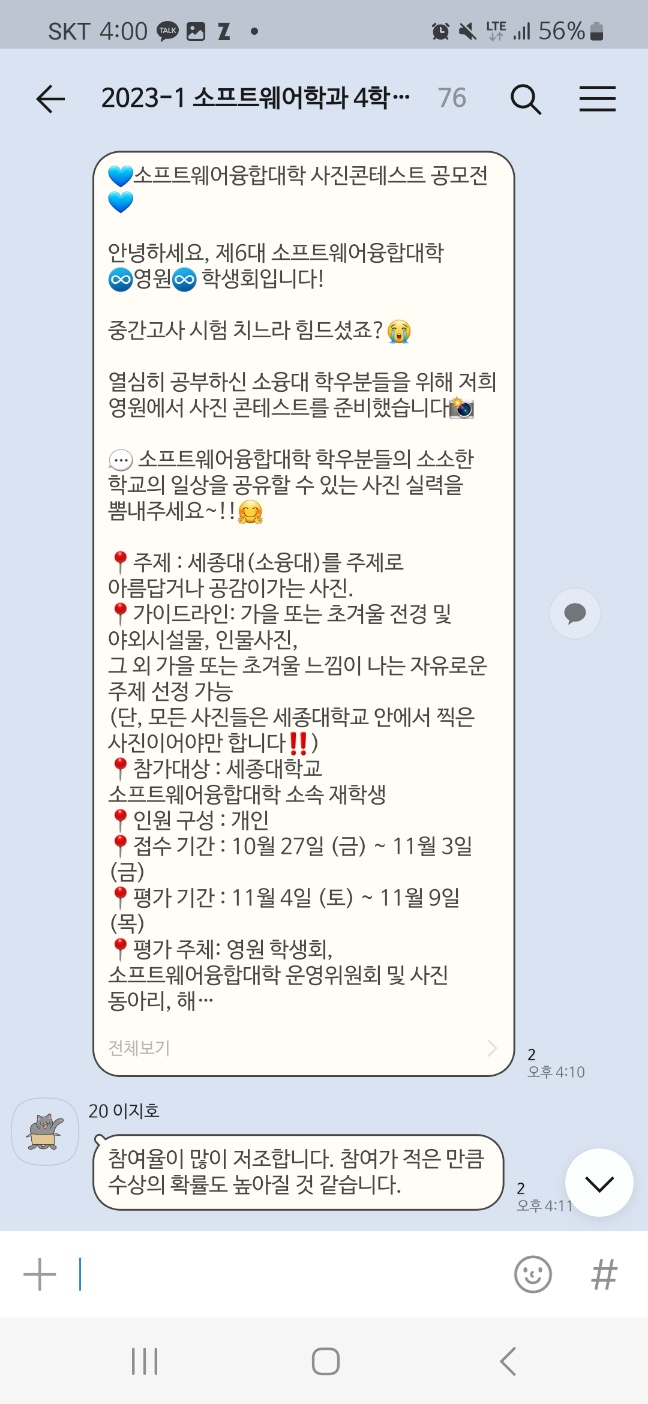 SKT 4:00 TALK Z • LTE 56%
2023-1 소프트웨어학과 4학… 76
💙소프트웨어융합대학 사진콘테스트 공모전
💙
안녕하세요, 제6대 소프트웨어융합대학
♾영원♾ 학생회입니다!
중간고사 시험 치느라 힘드셨죠?😭
열심히 공부하신 소융대 학우분들을 위해 저희
영원에서 사진 콘테스트를 준비했습니다📸
💬 소프트웨어융합대학 학우분들의 소소한
학교의 일상을 공유할 수 있는 사진 실력을
뽐내주세요~!!🤗
📍주제 : 세종대(소융대)를 주제로
아름답거나 공감이가는 사진.
📍가이드라인: 가을 또는 초겨울 전경 및
야외시설물, 인물사진,
그 외 가을 또는 초겨울 느낌이 나는 자유로운
주제 선정 가능
(단, 모든 사진들은 세종대학교 안에서 찍은
사진이어야만 합니다‼️)
📍참가대상 : 세종대학교
소프트웨어융합대학 소속 재학생
📍인원 구성 : 개인
📍접수 기간 : 10월 27일 (금) ~ 11월 3일
(금)
📍평가 기간 : 11월 4일 (토) ~ 11월 9일
(목)
📍평가 주체: 영원 학생회,
소프트웨어융합대학 운영위원회 및 사진
동아리, 해…
전체보기
2
오후 4:10
20 이지호
참여율이 많이 저조합니다. 참여가 적은 만큼
수상의 확률도 높아질 것 같습니다.
2
오후 4:11
#